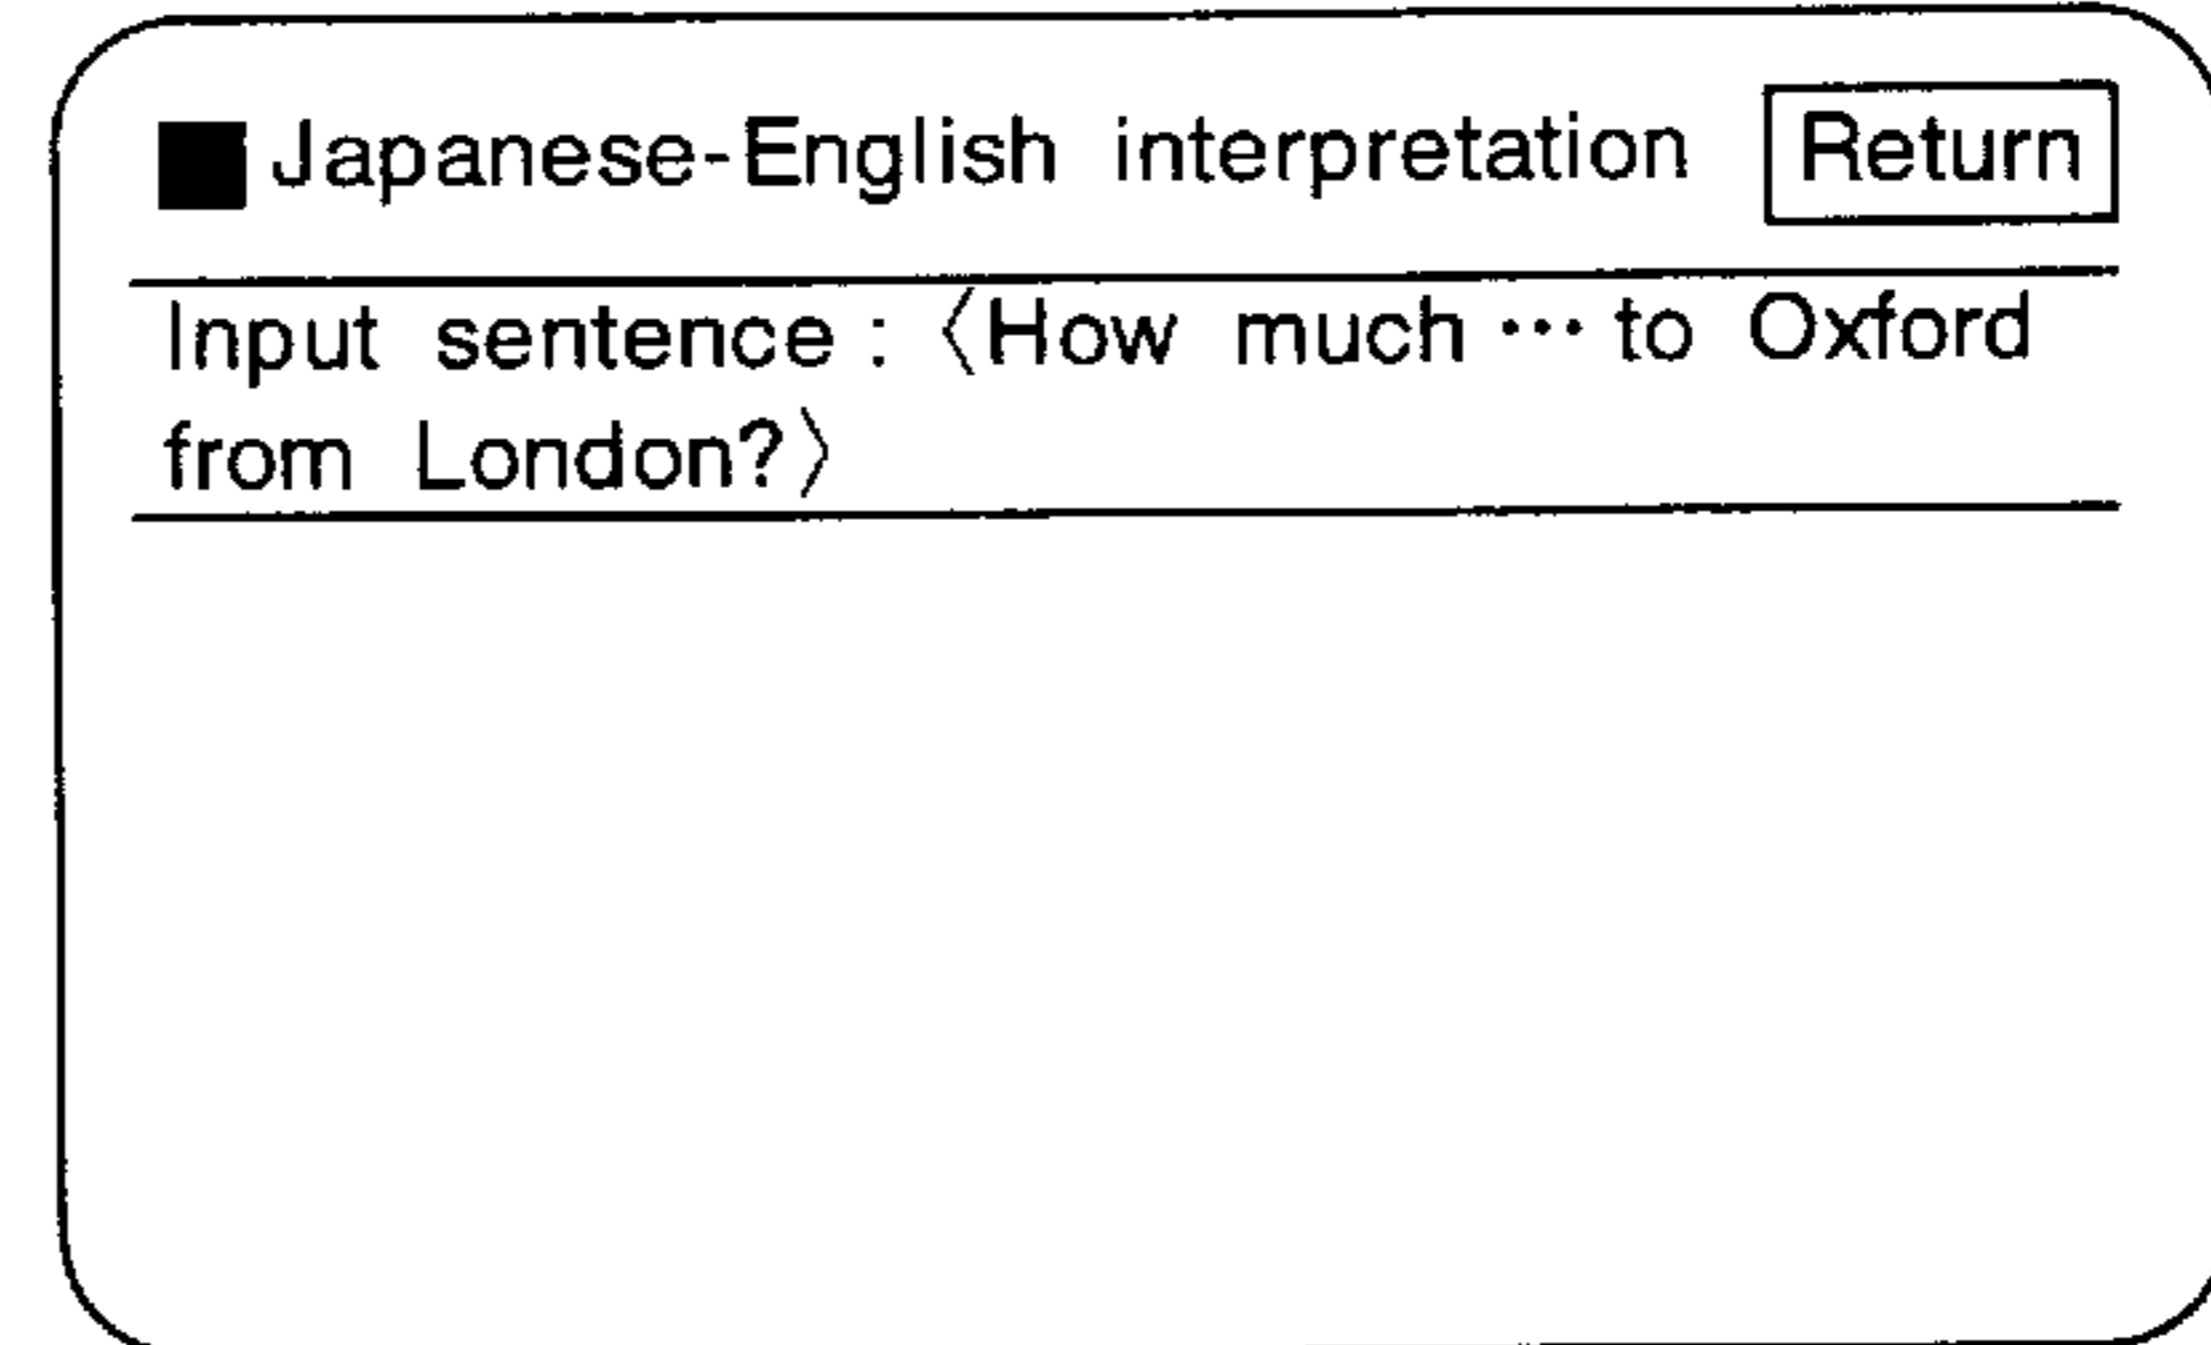 ■Japanese-English interpretation Return
Input sentence : 〈How much ··· to Oxford
from London?〉